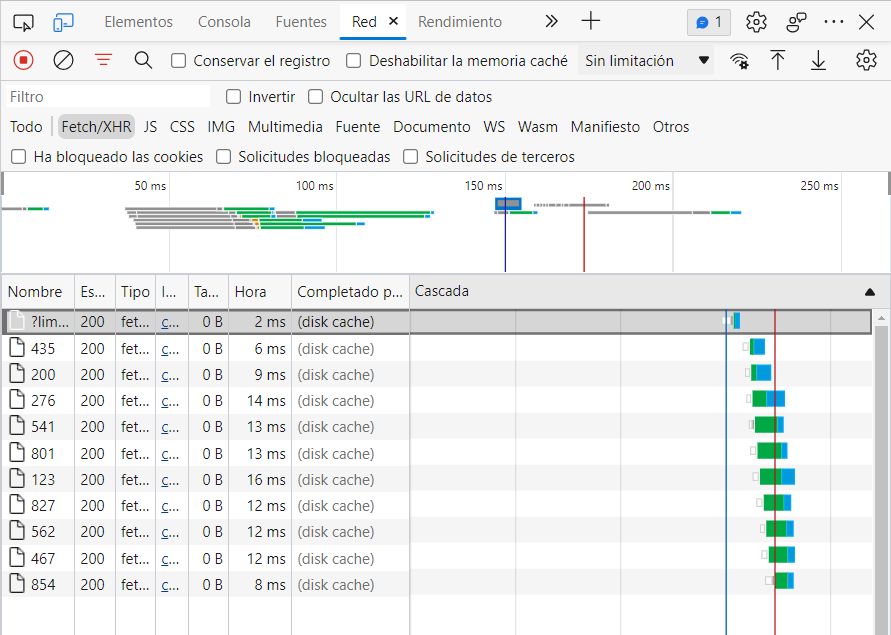 Elementos Consola Fuentes Red × Rendimiento » + 1 ···
Conservar el registro Deshabilitar la memoria caché Sin limitación
Filtro Invertir Ocultar las URL de datos
Todo Fetch/XHR JS CSS IMG Multimedia Fuente Documento WS Wasm Manifiesto Otros
Ha bloqueado las cookies Solicitudes bloqueadas Solicitudes de terceros
50 ms 100 ms 150 ms 200 ms 250 ms
Nombre Es... Tipo I... Ta... Hora Completado p... Cascada
?lim... 200 fet... c... 0 B 2 ms (disk cache)
435 200 fet... c... 0 B 6 ms (disk cache)
200 200 fet... c... 0 B 9 ms (disk cache)
276 200 fet... c... 0 B 14 ms (disk cache)
541 200 fet... c... 0 B 13 ms (disk cache)
801 200 fet... c... 0 B 13 ms (disk cache)
123 200 fet... c... 0 B 16 ms (disk cache)
827 200 fet... c... 0 B 12 ms (disk cache)
562 200 fet... c... 0 B 12 ms (disk cache)
467 200 fet... c... 0 B 12 ms (disk cache)
854 200 fet... c... 0 B 8 ms (disk cache)